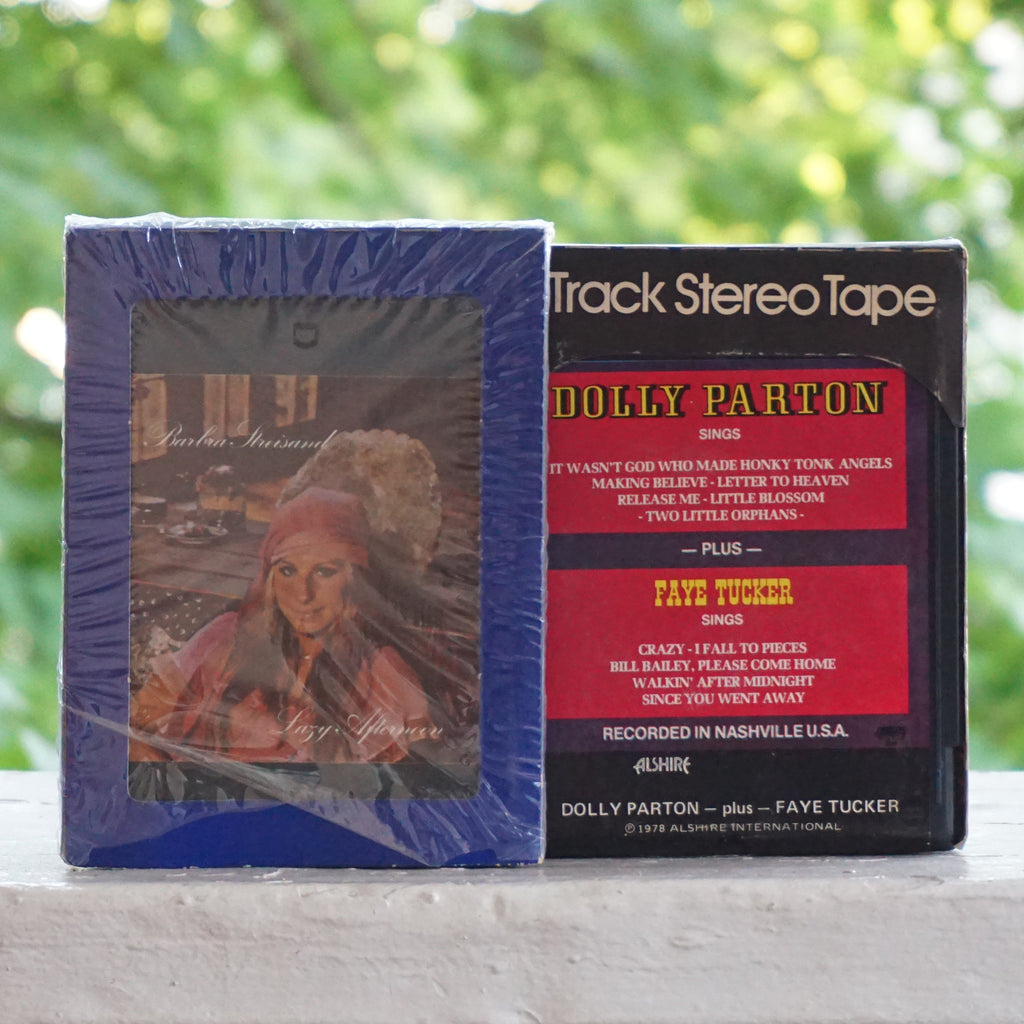 Barbra Streisand
Lazy Afternoon
Track Stereo Tape
DOLLY PARTON
SINGS
IT WASN'T GOD WHO MADE HONKY TONK ANGELS
MAKING BELIEVE - LETTER TO HEAVEN
RELEASE ME - LITTLE BLOSSOM
- TWO LITTLE ORPHANS -
— PLUS —
FAYE TUCKER
SINGS
CRAZY - I FALL TO PIECES
BILL BAILEY, PLEASE COME HOME
WALKIN' AFTER MIDNIGHT
SINCE YOU WENT AWAY
RECORDED IN NASHVILLE U.S.A.
ALSHIRE
DOLLY PARTON — plus — FAYE TUCKER
℗ 1978 ALSHIRE INTERNATIONAL